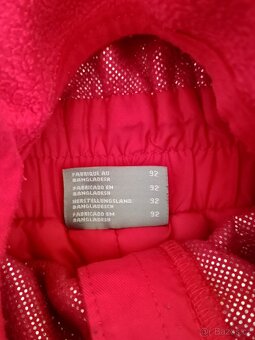 FABRIQUÉ AU 92
BANGLADESH
FABRICADO EN 92
BANGLADESH
HERSTELLUNGSLAND 92
BANGLADESCH
FABRICADO EM 92
BANGLADESH